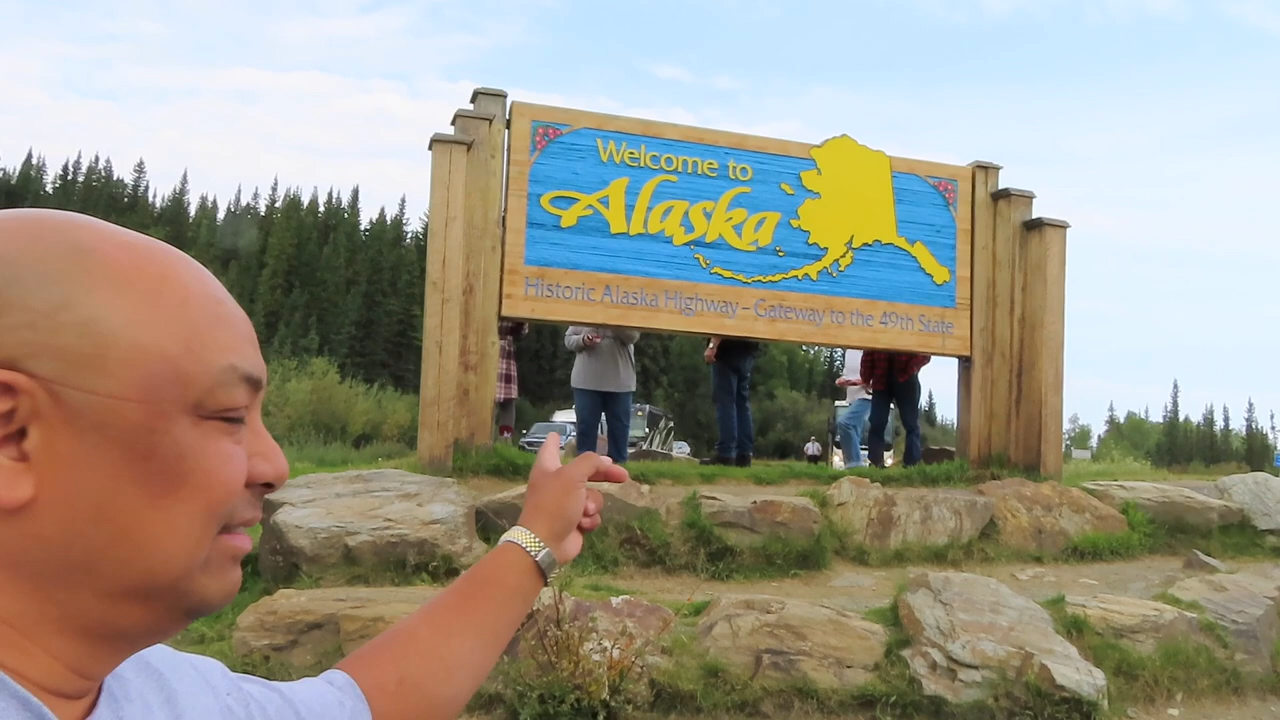 Welcome to
Alaska
Historic Alaska Highway – Gateway to the 49th State